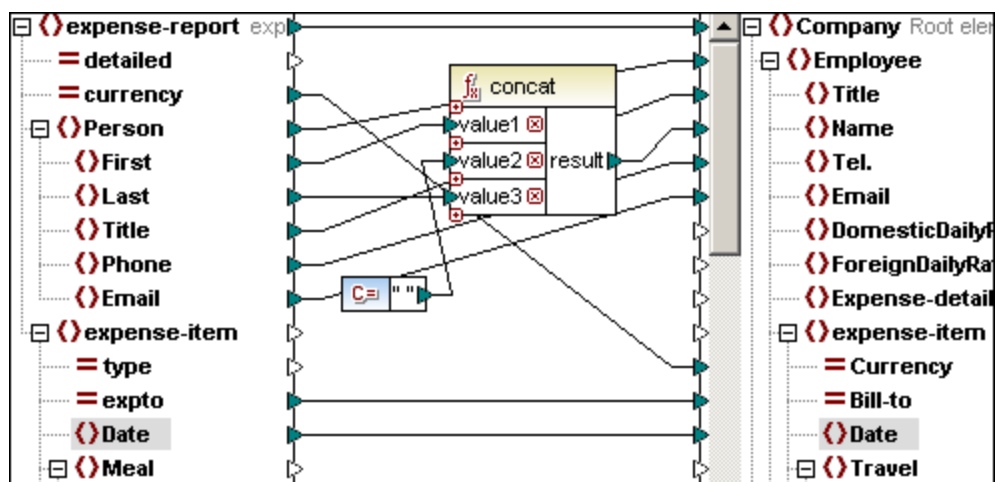 expense-report exp
detailed
currency
Person
First
Last
Title
Phone
Email
expense-item
type
expto
Date
Meal
concat
value1
value2 result
value3
C= " "
Company Root eler
Employee
Title
Name
Tel.
Email
DomesticDailyR
ForeignDailyRa
Expense-detail
expense-item
Currency
Bill-to
Date
Travel